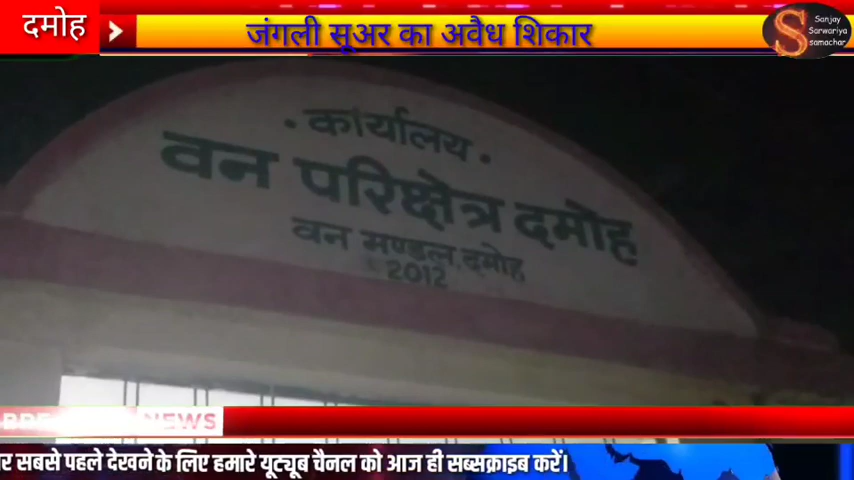 दमोह
जंगली सूअर का अवैध शिकार
Sanjay
Sarwariya
samachar
S
• कार्यालय •
वन परिक्षेत्र दमोह
वन मण्डल, दमोह
2012
NEWS
सबसे पहले देखने के लिए हमारे यूट्यूब चैनल को आज ही सब्सक्राइब करें।